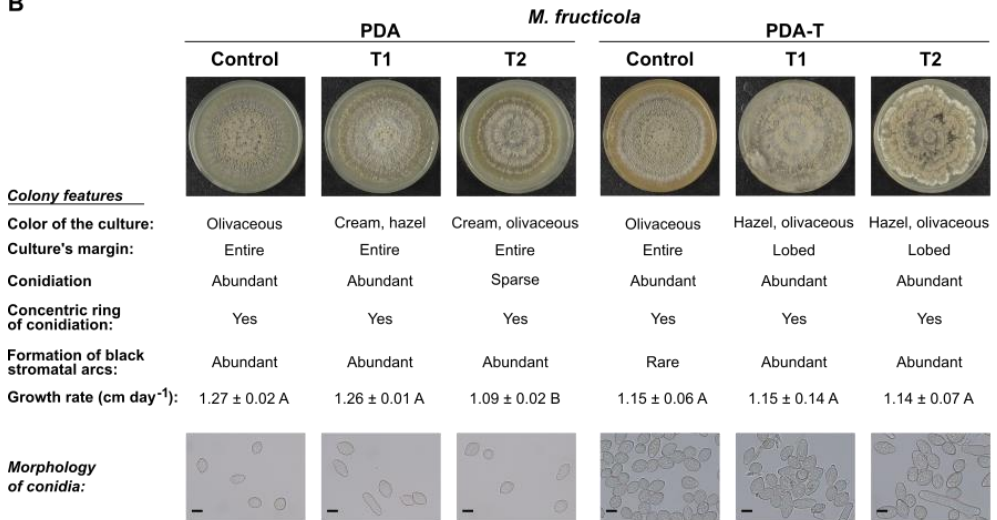 B
M. fructicola
PDA PDA-T
Control T1 T2 Control T1 T2
Colony features
Color of the culture: Olivaceous Cream, hazel Cream, olivaceous Olivaceous Hazel, olivaceous Hazel, olivaceous
Culture's margin: Entire Entire Entire Entire Lobed Lobed
Conidiation Abundant Abundant Sparse Abundant Abundant Abundant
Concentric ring
of conidiation: Yes Yes Yes Yes Yes Yes
Formation of black
stromatal arcs: Abundant Abundant Abundant Rare Abundant Abundant
Growth rate (cm day-1): 1.27 ± 0.02 A 1.26 ± 0.01 A 1.09 ± 0.02 B 1.15 ± 0.06 A 1.15 ± 0.14 A 1.14 ± 0.07 A
Morphology
of conidia: